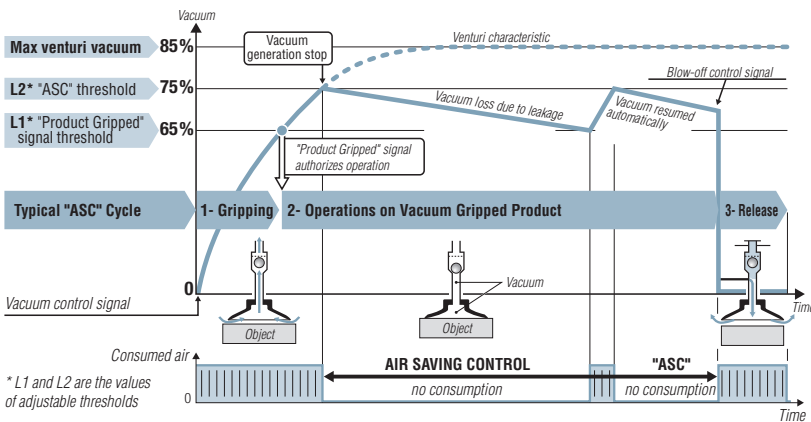 Vacuum
Max venturi vacuum
85%
Vacuum
generation stop
Venturi characteristic
L2* "ASC" threshold
75%
Blow-off control signal
Vacuum loss due to leakage
Vacuum resumed
automatically
L1* "Product Gripped"
signal threshold
65%
"Product Gripped" signal
authorizes operation
Typical "ASC" Cycle
1- Gripping
2- Operations on Vacuum Gripped Product
3- Release
0
Vacuum control signal
Vacuum
Time
Object
Object
Consumed air
AIR SAVING CONTROL
"ASC"
* L1 and L2 are the values
of adjustable thresholds
no consumption
no consumption
0
Time